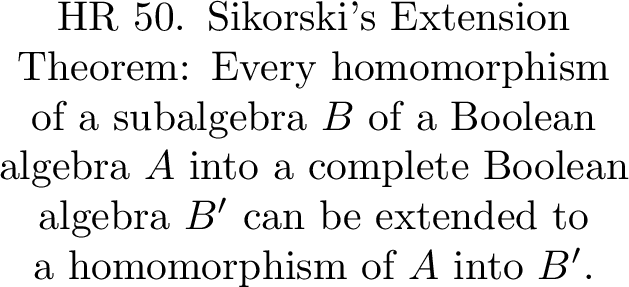 HR 50. Sikorski's Extension
Theorem: Every homomorphism
of a subalgebra B of a Boolean
algebra A into a complete Boolean
algebra B′ can be extended to
a homomorphism of A into B′.